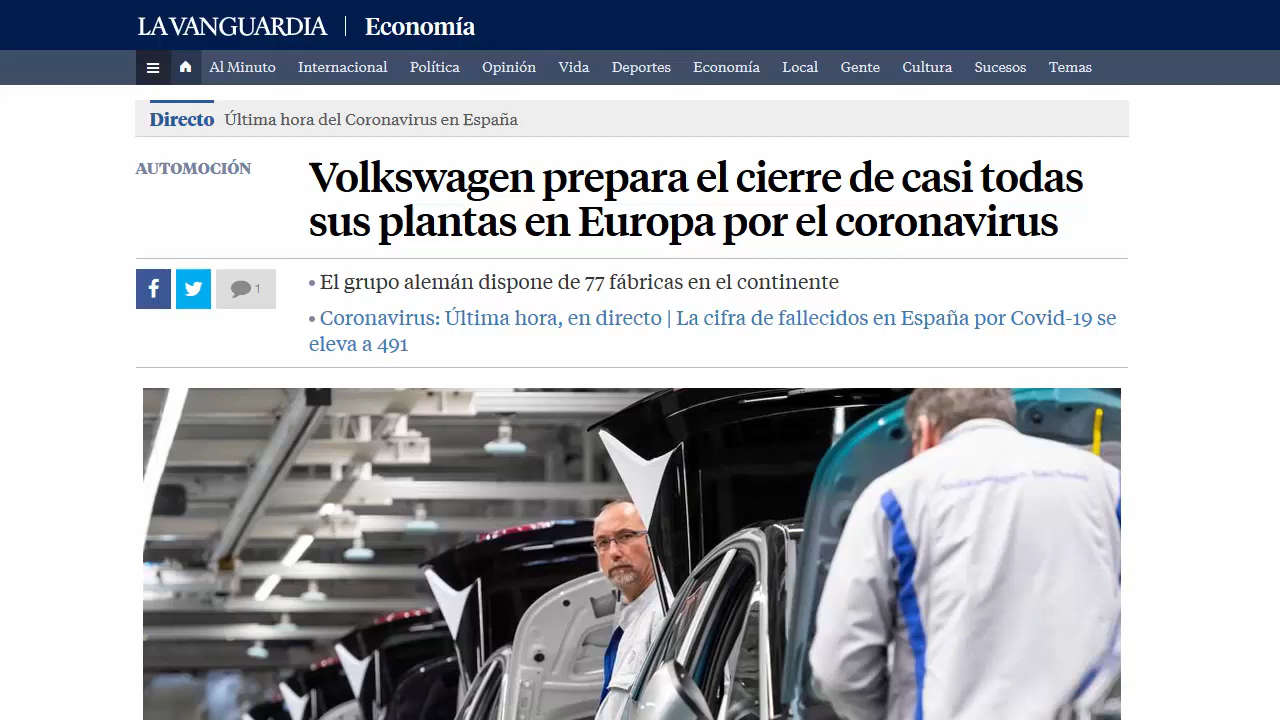 LA VANGUARDIA | Economía
Al Minuto Internacional Política Opinión Vida Deportes Economía Local Gente Cultura Sucesos Temas
Directo Última hora del Coronavirus en España
AUTOMOCIÓN
Volkswagen prepara el cierre de casi todas
sus plantas en Europa por el coronavirus
1
• El grupo alemán dispone de 77 fábricas en el continente
• Coronavirus: Última hora, en directo | La cifra de fallecidos en España por Covid-19 se
eleva a 491
Volkswagen Sachsen